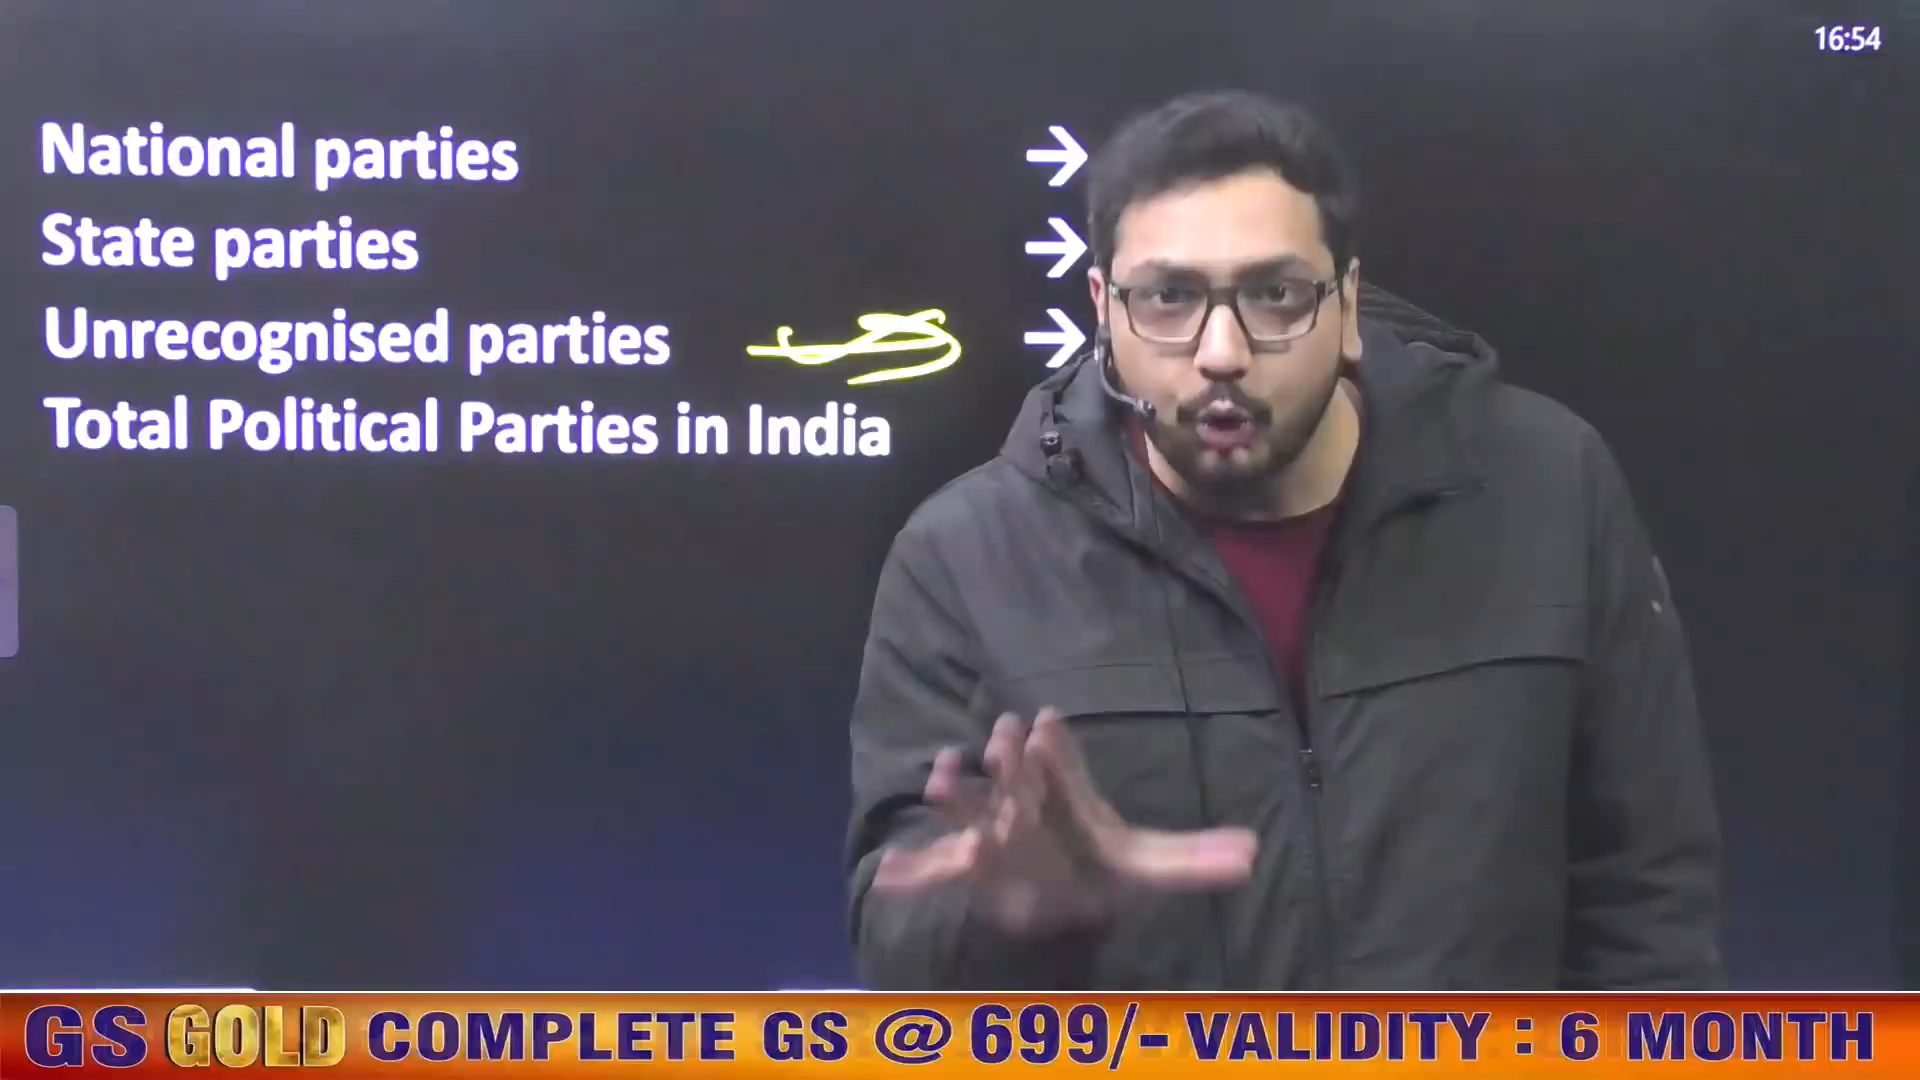 16:54
National parties →
State parties →
Unrecognised parties →
Total Political Parties in India
GS GOLD COMPLETE GS @ 699/- VALIDITY : 6 MONTH